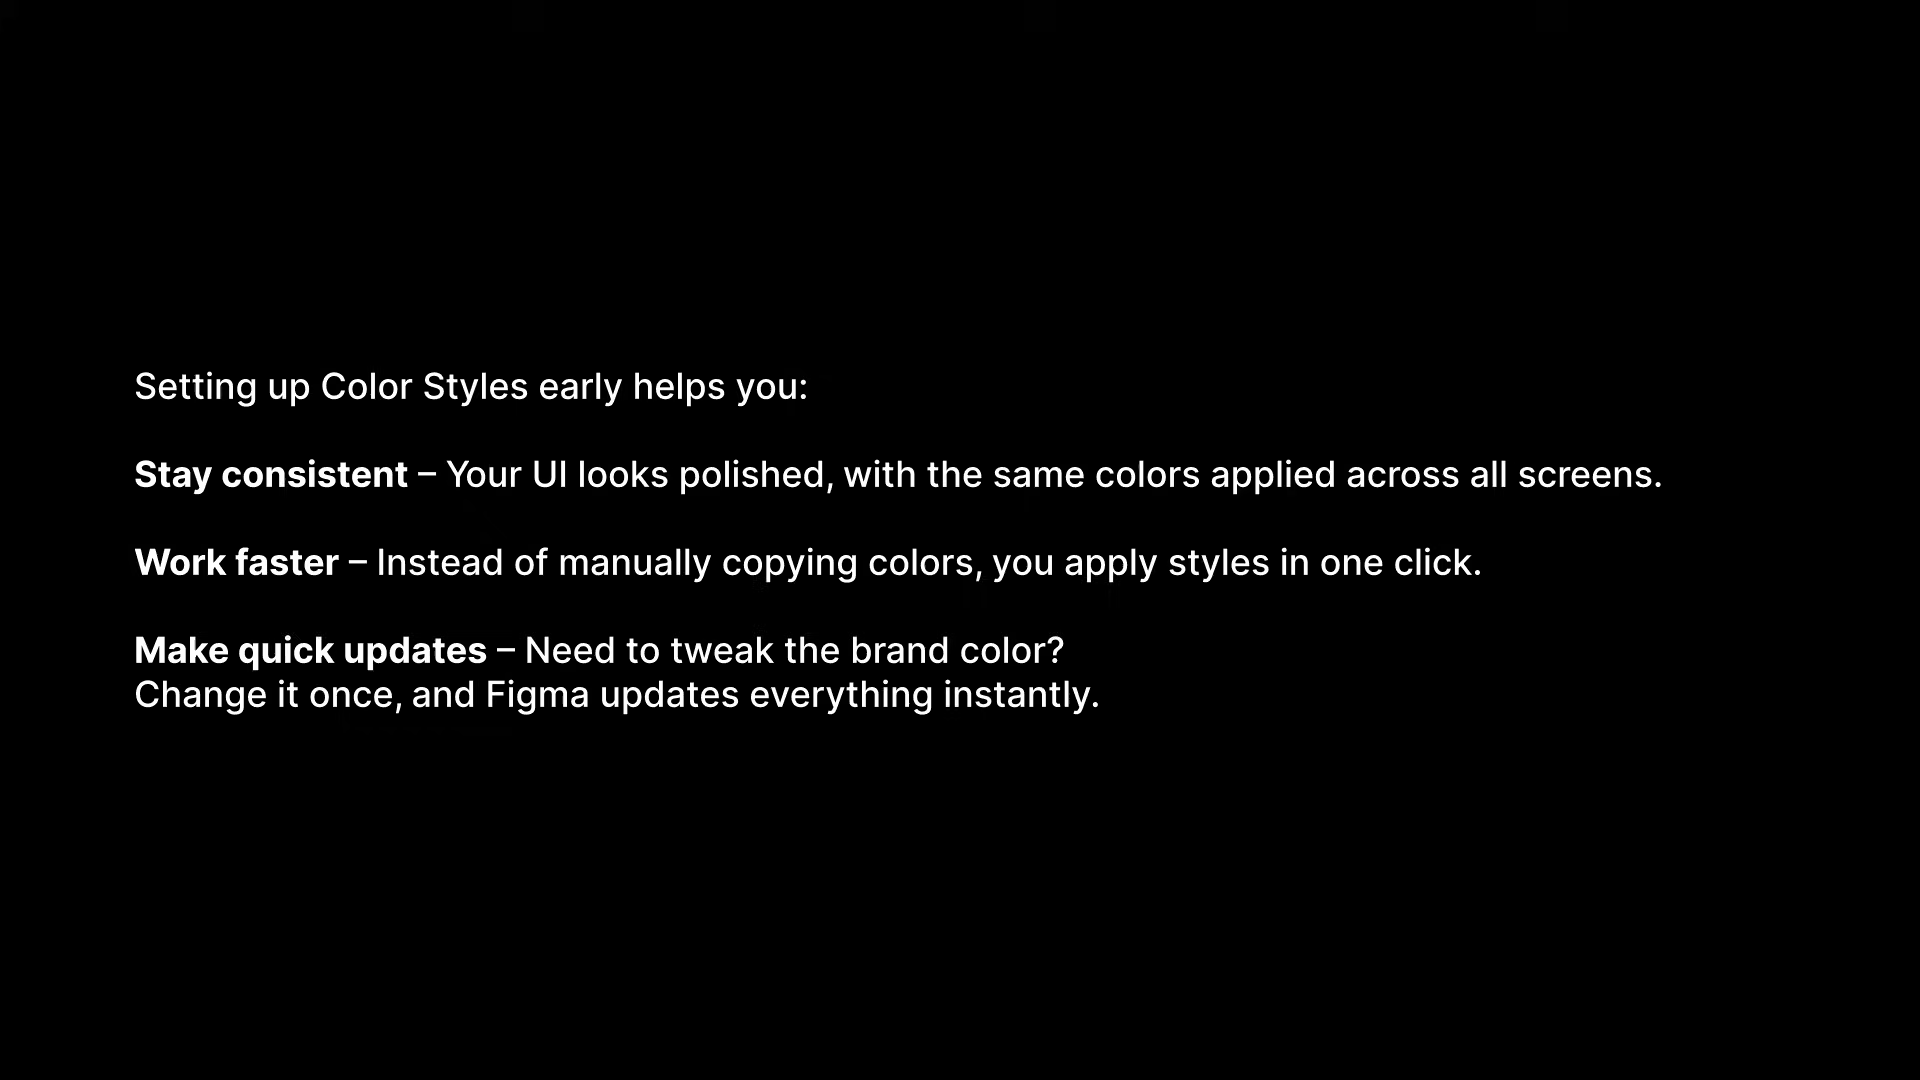 Setting up Color Styles early helps you:
Stay consistent – Your UI looks polished, with the same colors applied across all screens.
Work faster – Instead of manually copying colors, you apply styles in one click.
Make quick updates – Need to tweak the brand color?
Change it once, and Figma updates everything instantly.